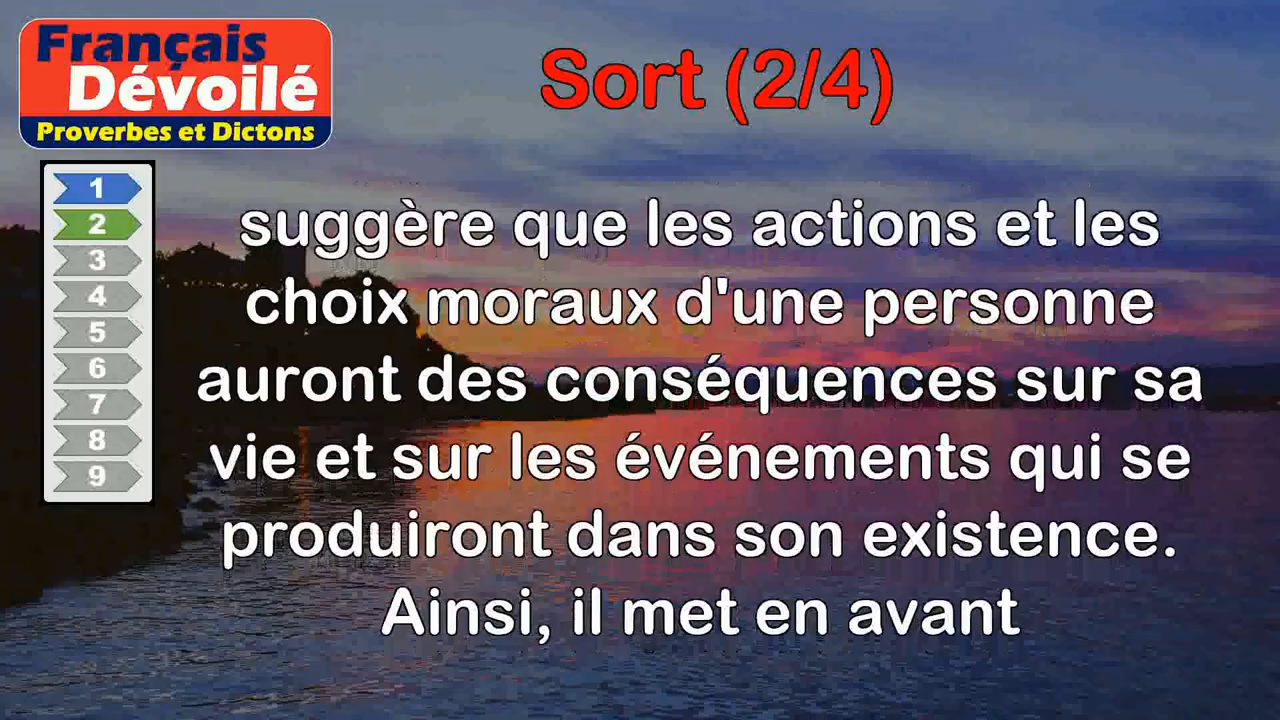 Français
Dévoilé
Proverbes et Dictons
Sort (2/4)
1
2
3
4
5
6
7
8
9
suggère que les actions et les
choix moraux d'une personne
auront des conséquences sur sa
vie et sur les événements qui se
produiront dans son existence.
Ainsi, il met en avant